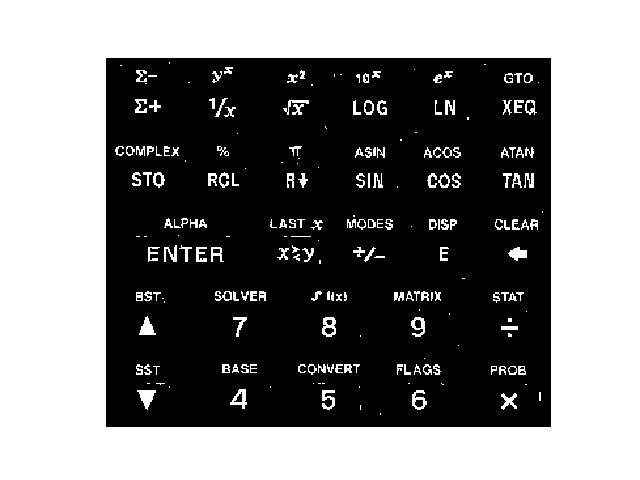 Σ− yˣ x² 10ˣ eˣ GTO
Σ+ 1/x √x LOG LN XEQ
COMPLEX % π ASIN ACOS ATAN
STO RCL R↓ SIN COS TAN
ALPHA LAST x MODES DISP CLEAR
ENTER x≷y +/− E ←
BST SOLVER ∫f(x) MATRIX STAT
▲ 7 8 9 ÷
SST BASE CONVERT FLAGS PROB
▼ 4 5 6 ×